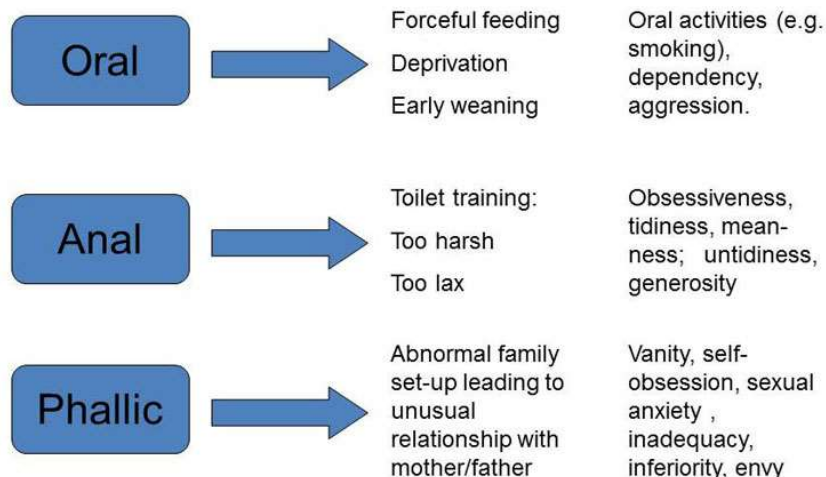 Oral
Forceful feeding
Deprivation
Early weaning
Oral activities (e.g.
smoking),
dependency,
aggression.
Anal
Toilet training:
Too harsh
Too lax
Obsessiveness,
tidiness, mean-
ness; untidiness,
generosity
Phallic
Abnormal family
set-up leading to
unusual
relationship with
mother/father
Vanity, self-
obsession, sexual
anxiety ,
inadequacy,
inferiority, envy